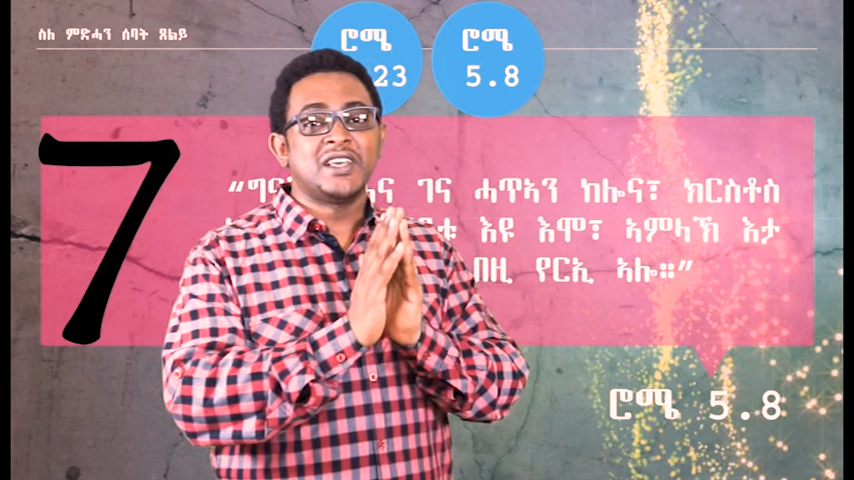 ስለ ምድሓን ሰባት ጸልይ
ሮሜ
23
ሮሜ
5.8
7
“ግና ገና ሓጥኣን ከሎና፣ ክርስቶስ
እዩ እሞ፣ ኣምላኽ እታ
በዚ የርኢ ኣሎ።”
ሮሜ 5.8